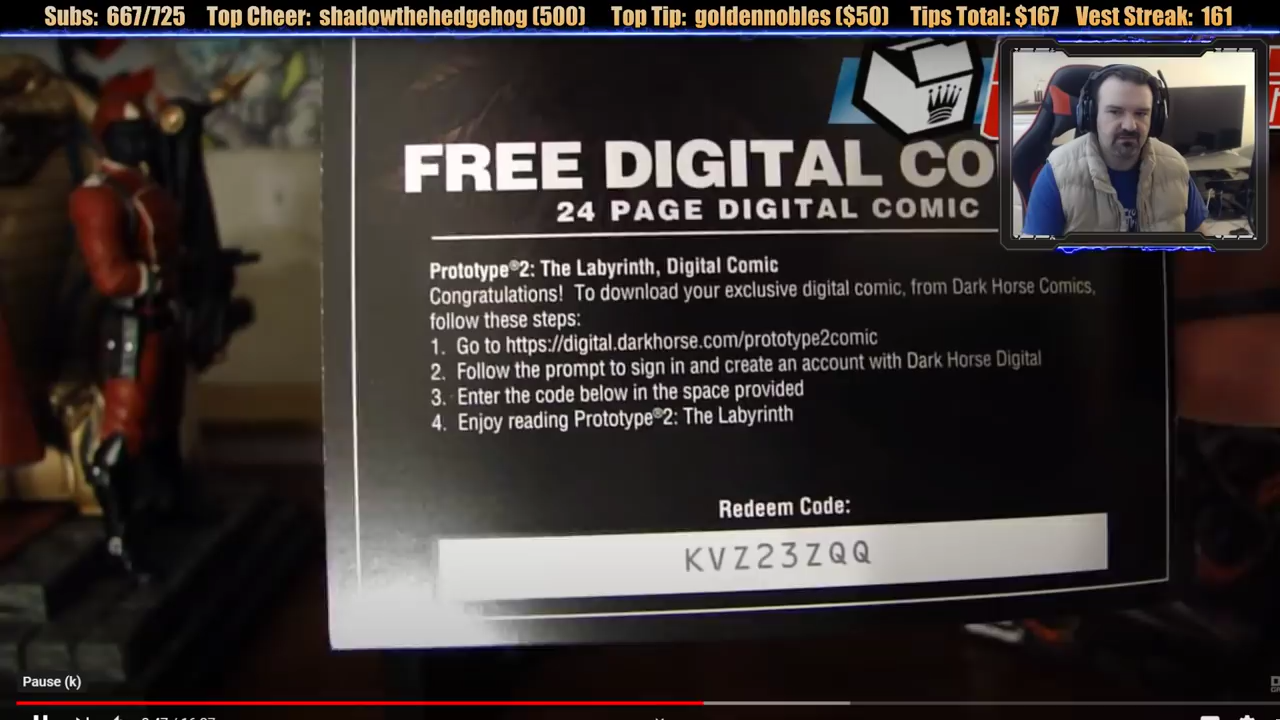 Subs: 667/725 Top Cheer: shadowthehedgehog (500) Top Tip: goldennobles ($50) Tips Total: $167 Vest Streak: 161
FREE DIGITAL CO
24 PAGE DIGITAL COMIC
Prototype®2: The Labyrinth, Digital Comic
Congratulations! To download your exclusive digital comic, from Dark Horse Comics,
follow these steps:
1. Go to https://digital.darkhorse.com/prototype2comic
2. Follow the prompt to sign in and create an account with Dark Horse Digital
3. Enter the code below in the space provided
4. Enjoy reading Prototype®2: The Labyrinth
Redeem Code:
KVZ23ZQQ
Pause (k)